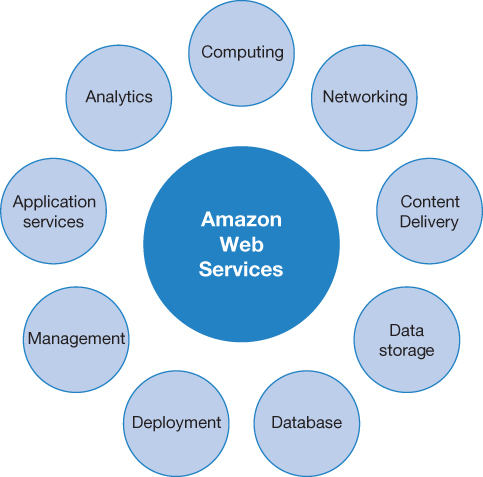 Computing
Analytics
Networking
Application
services
Amazon
Web
Services
Content
Delivery
Management
Data
storage
Deployment
Database